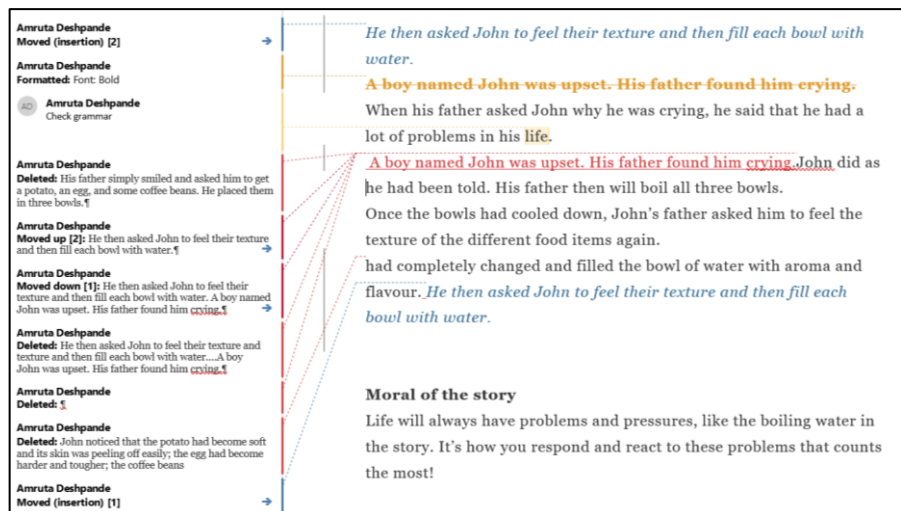 Amruta Deshpande
Moved (insertion) [2]
Amruta Deshpande
Formatted: Font: Bold
AD
Amruta Deshpande
Check grammar
Amruta Deshpande
Deleted: His father simply smiled and asked him to get
a potato, an egg, and some coffee beans. He placed them
in three bowls.¶
Amruta Deshpande
Moved up [2]: He then asked John to feel their texture
and then fill each bowl with water.¶
Amruta Deshpande
Moved down [1]: He then asked John to feel their
texture and then fill each bowl with water. A boy named
John was upset. His father found him crying.¶
Amruta Deshpande
Deleted: He then asked John to feel their texture and
texture and then fill each bowl with water....A boy
John was upset. His father found him crying.¶
Amruta Deshpande
Deleted: ¶
Amruta Deshpande
Deleted: John noticed that the potato had become soft
and its skin was peeling off easily; the egg had become
harder and tougher; the coffee beans
Amruta Deshpande
Moved (insertion) [1]
He then asked John to feel their texture and then fill each bowl with
water.
A boy named John was upset. His father found him crying.
When his father asked John why he was crying, he said that he had a
lot of problems in his life.
A boy named John was upset. His father found him crying.John did as
he had been told. His father then will boil all three bowls.
Once the bowls had cooled down, John's father asked him to feel the
texture of the different food items again.
had completely changed and filled the bowl of water with aroma and
flavour. He then asked John to feel their texture and then fill each
bowl with water.
Moral of the story
Life will always have problems and pressures, like the boiling water in
the story. It's how you respond and react to these problems that counts
the most!